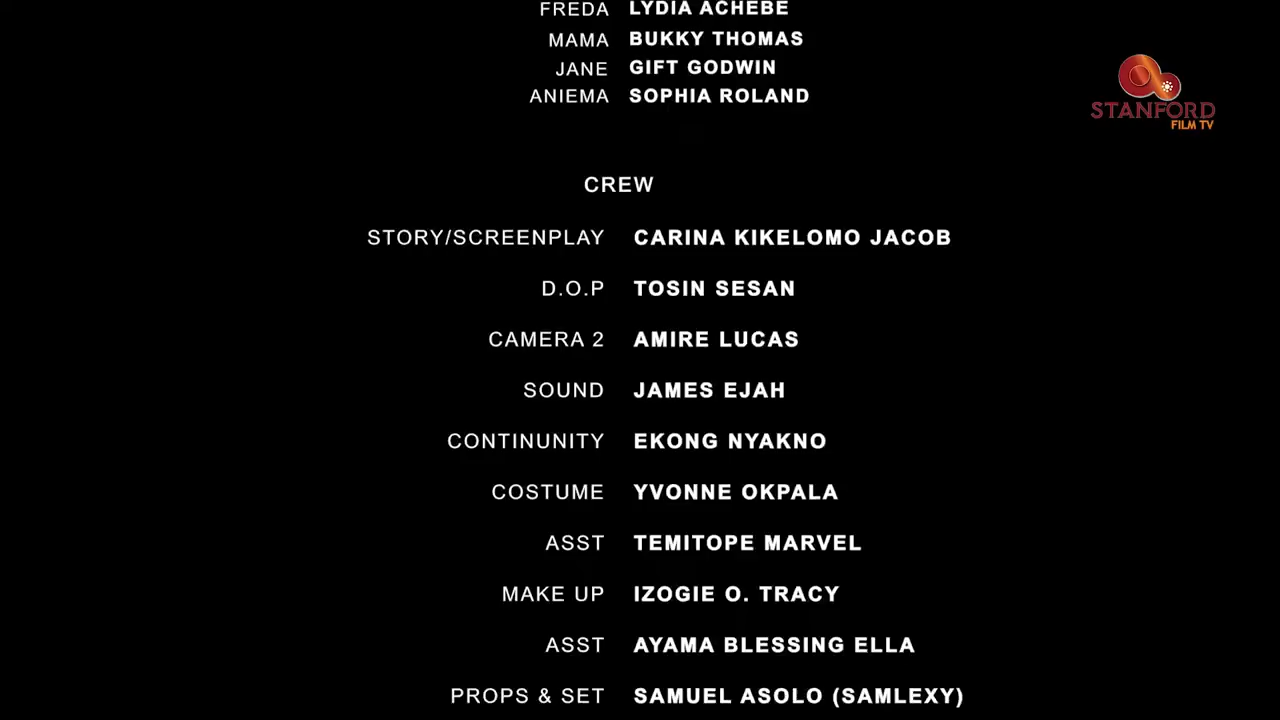 FREDA LYDIA ACHEBE
MAMA BUKKY THOMAS
JANE GIFT GODWIN
ANIEMA SOPHIA ROLAND
STANFORD
FILM TV
CREW
STORY/SCREENPLAY CARINA KIKELOMO JACOB
D.O.P TOSIN SESAN
CAMERA 2 AMIRE LUCAS
SOUND JAMES EJAH
CONTINUNITY EKONG NYAKNO
COSTUME YVONNE OKPALA
ASST TEMITOPE MARVEL
MAKE UP IZOGIE O. TRACY
ASST AYAMA BLESSING ELLA
PROPS & SET SAMUEL ASOLO (SAMLEXY)